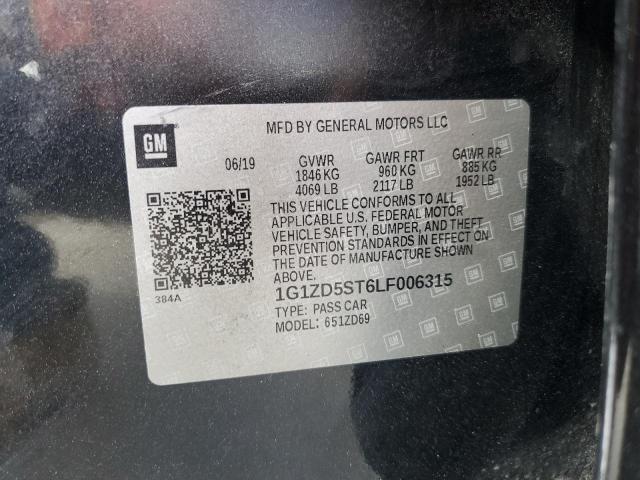 GM
MFD BY GENERAL MOTORS LLC
06/19 GVWR GAWR FRT GAWR RR
1846 KG 960 KG 885 KG
4069 LB 2117 LB 1952 LB
THIS VEHICLE CONFORMS TO ALL
APPLICABLE U.S. FEDERAL MOTOR
VEHICLE SAFETY, BUMPER, AND THEFT
PREVENTION STANDARDS IN EFFECT ON
THE DATE OF MANUFACTURE SHOWN
ABOVE.
384A
1G1ZD5ST6LF006315
TYPE: PASS CAR
MODEL: 651ZD69